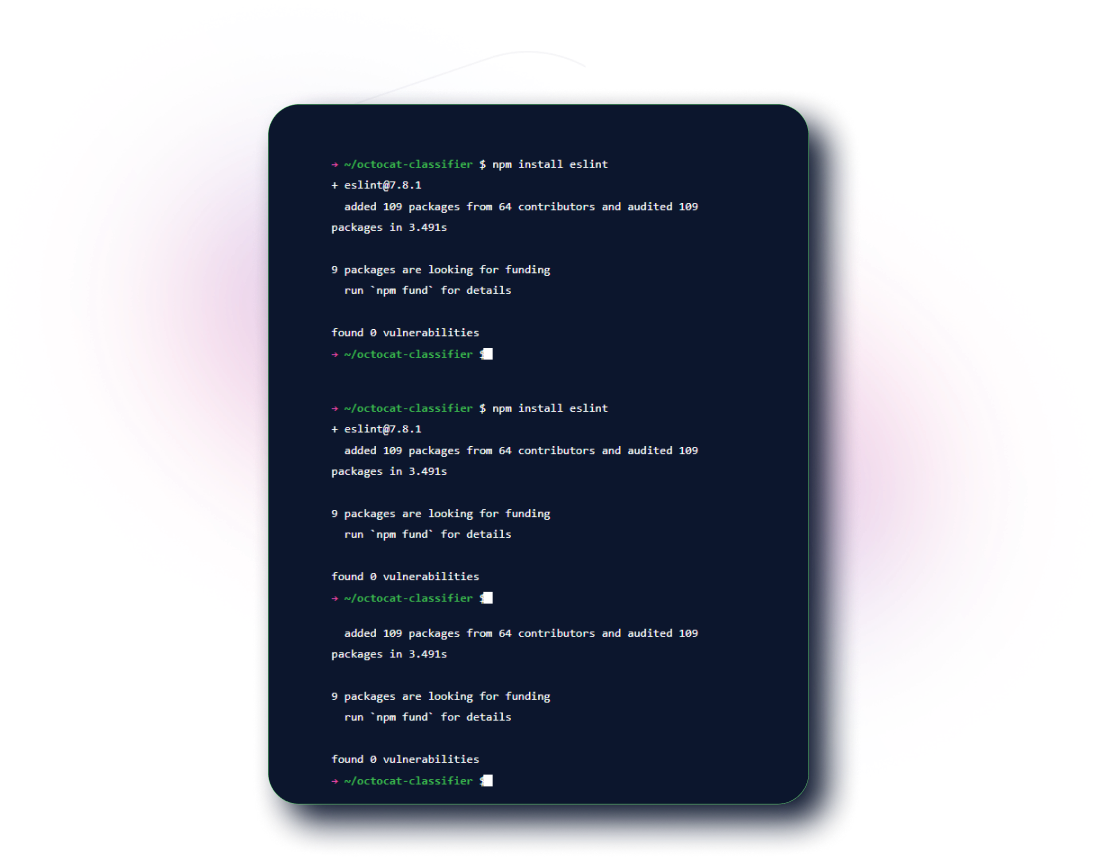 → ~/octocat-classifier $ npm install eslint
+ eslint@7.8.1
added 109 packages from 64 contributors and audited 109
packages in 3.491s
9 packages are looking for funding
run `npm fund` for details
found 0 vulnerabilities
→ ~/octocat-classifier $
→ ~/octocat-classifier $ npm install eslint
+ eslint@7.8.1
added 109 packages from 64 contributors and audited 109
packages in 3.491s
9 packages are looking for funding
run `npm fund` for details
found 0 vulnerabilities
→ ~/octocat-classifier $
added 109 packages from 64 contributors and audited 109
packages in 3.491s
9 packages are looking for funding
run `npm fund` for details
found 0 vulnerabilities
→ ~/octocat-classifier $